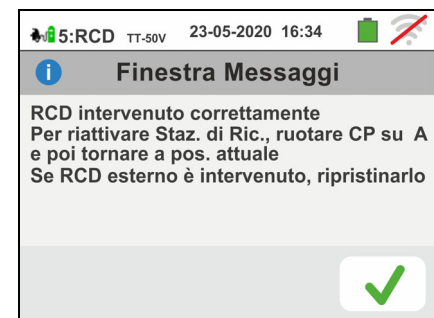 5:RCD TT-50V 23-05-2020 16:34
Finestra Messaggi
RCD intervenuto correttamente
Per riattivare Staz. di Ric., ruotare CP su A
e poi tornare a pos. attuale
Se RCD esterno è intervenuto, ripristinarlo